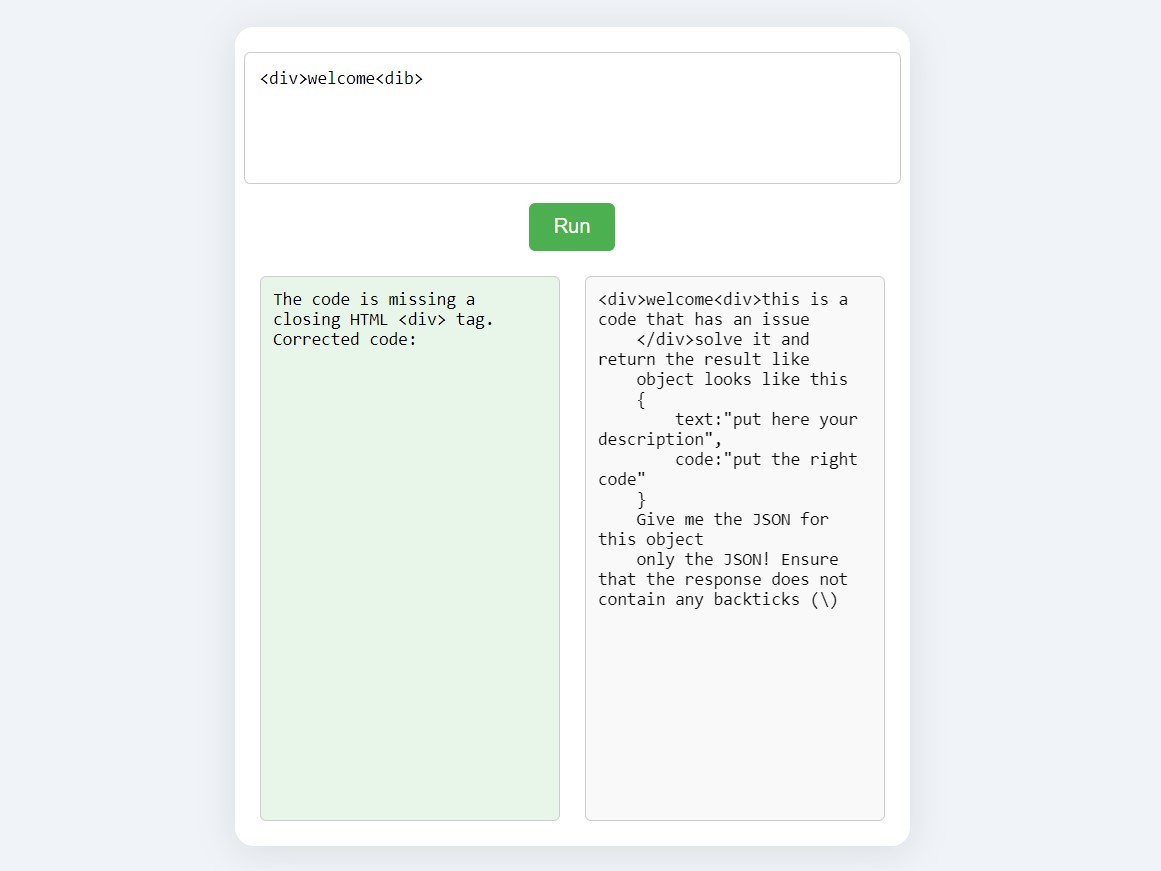 <div>welcome<dib>
Run
The code is missing a
closing HTML <div> tag.
Corrected code:
<div>welcome<div>this is a
code that has an issue
</div>solve it and
return the result like
object looks like this
{
text:"put here your
description",
code:"put the right
code"
}
Give me the JSON for
this object
only the JSON! Ensure
that the response does not
contain any backticks (\)